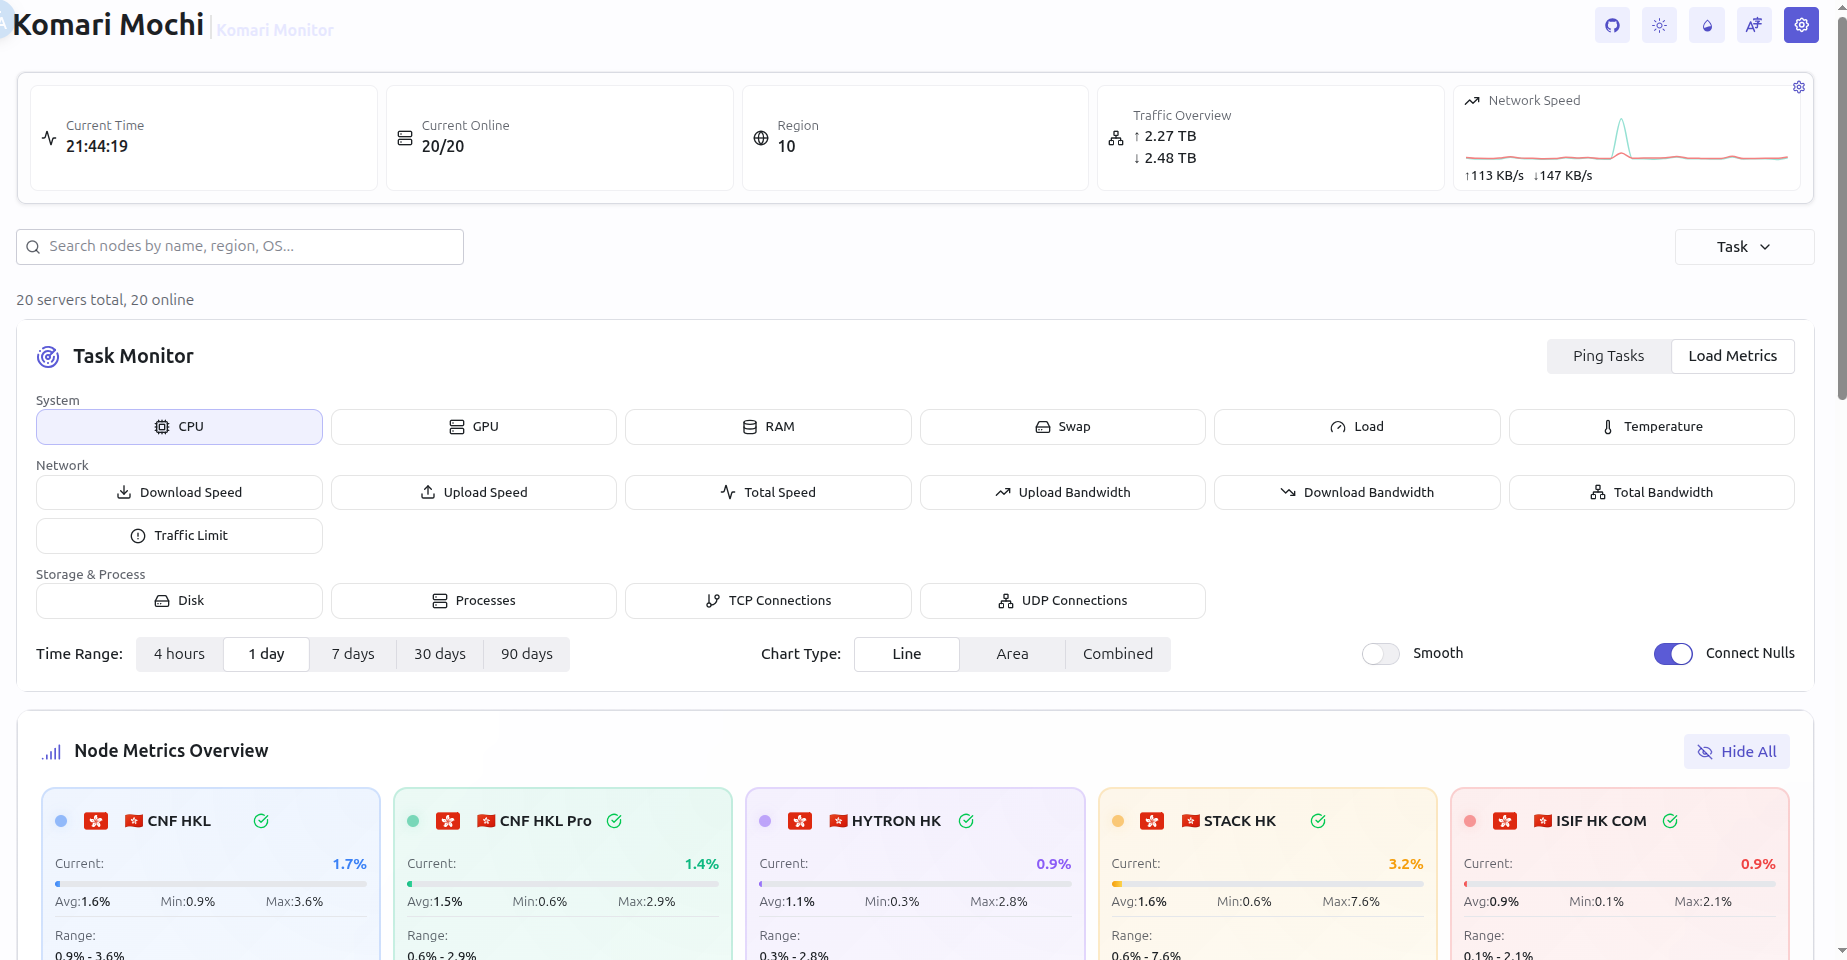 Komari Mochi
Komari Monitor
Current Time
21:44:19
Current Online
20/20
Region
10
Traffic Overview
↑ 2.27 TB
↓ 2.48 TB
Network Speed
↑113 KB/s ↓147 KB/s
Search nodes by name, region, OS...
Task
20 servers total, 20 online
Task Monitor
Ping Tasks
Load Metrics
System
CPU
GPU
RAM
Swap
Load
Temperature
Network
Download Speed
Upload Speed
Total Speed
Upload Bandwidth
Download Bandwidth
Total Bandwidth
Traffic Limit
Storage & Process
Disk
Processes
TCP Connections
UDP Connections
Time Range:
4 hours
1 day
7 days
30 days
90 days
Chart Type:
Line
Area
Combined
Smooth
Connect Nulls
Node Metrics Overview
Hide All
CNF HKL
Current:
1.7%
Avg:1.6%
Min:0.9%
Max:3.6%
Range:
0.9% - 3.6%
CNF HKL Pro
Current:
1.4%
Avg:1.5%
Min:0.6%
Max:2.9%
Range:
0.6% - 2.9%
HYTRON HK
Current:
0.9%
Avg:1.1%
Min:0.3%
Max:2.8%
Range:
0.3% - 2.8%
STACK HK
Current:
3.2%
Avg:1.6%
Min:0.6%
Max:7.6%
Range:
0.6% - 7.6%
ISIF HK COM
Current:
0.9%
Avg:0.9%
Min:0.1%
Max:2.1%
Range:
0.1% - 2.1%